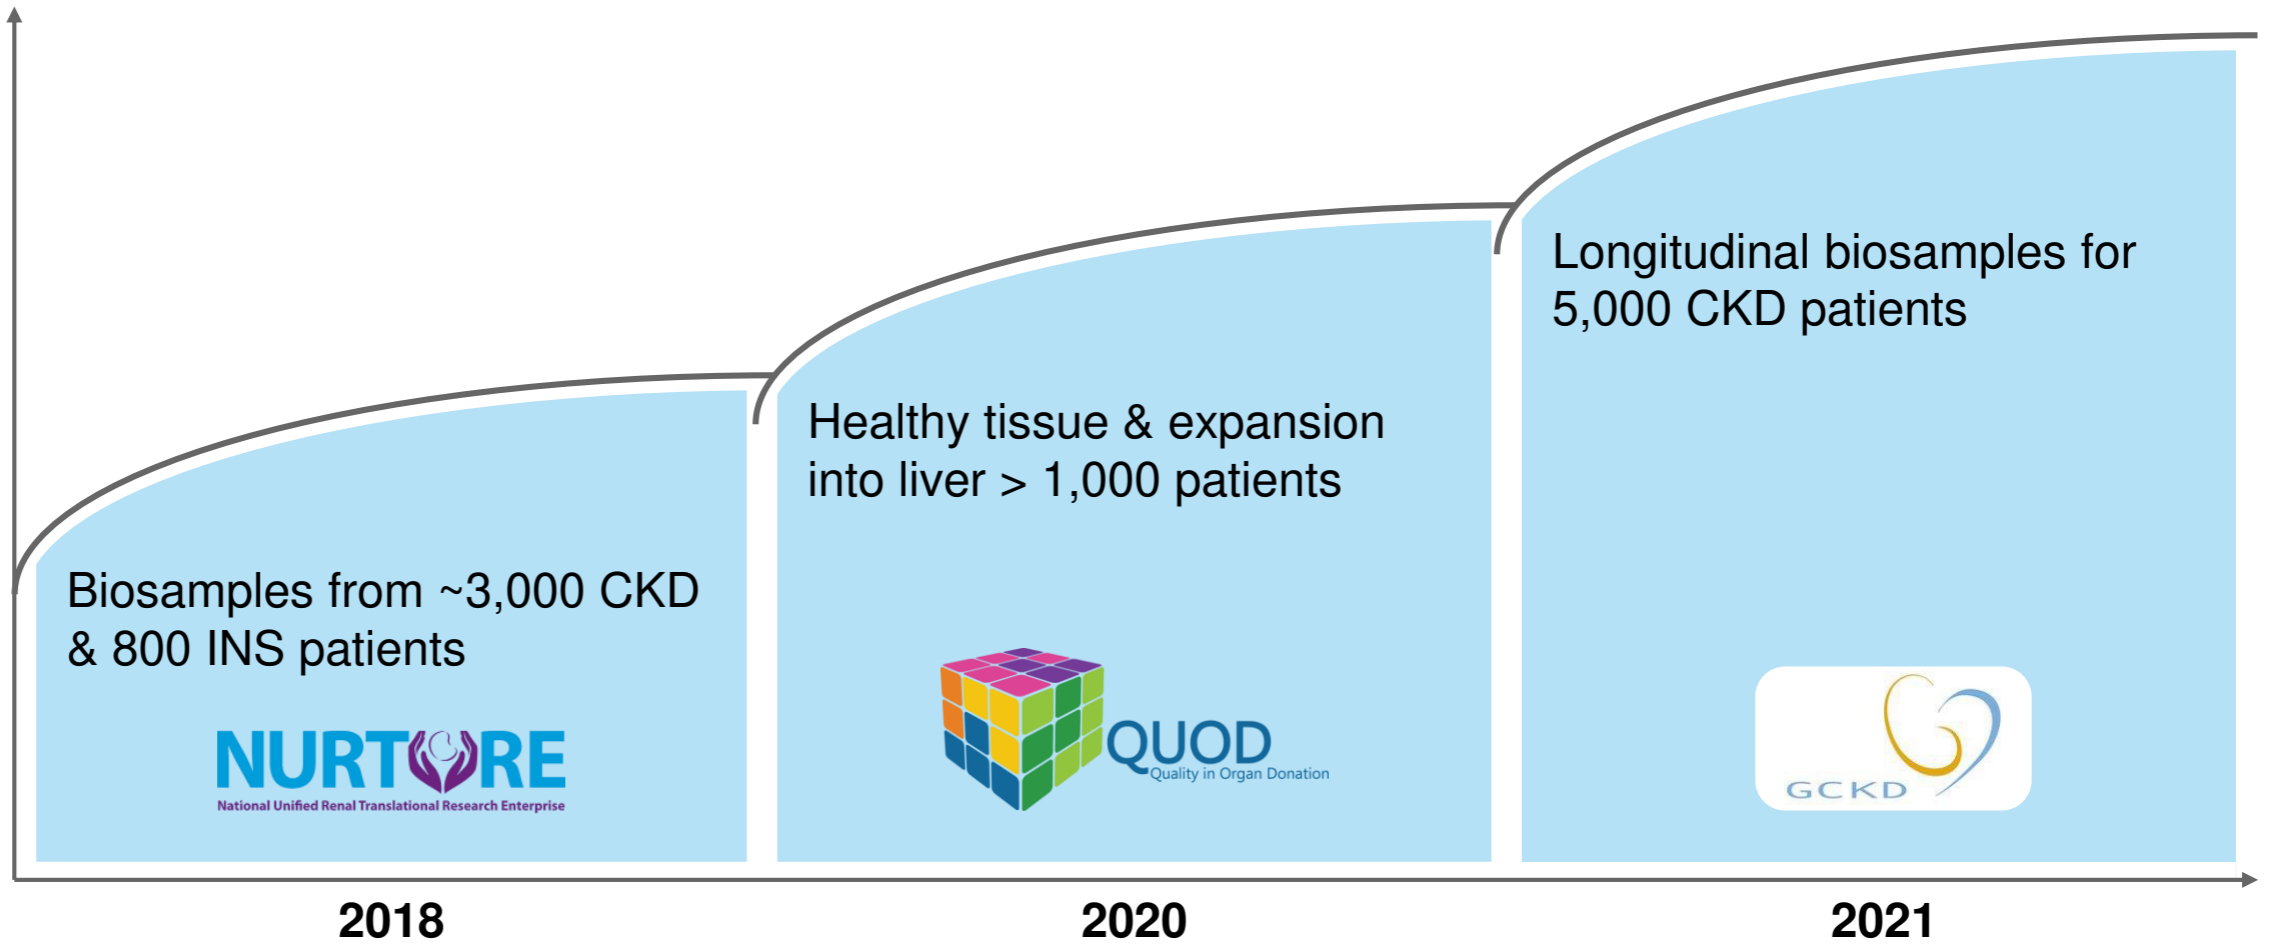 Biosamples from ~3,000 CKD
& 800 INS patients
NURTURE
National Unified Renal Translational Research Enterprise
2018
Healthy tissue & expansion
into liver > 1,000 patients
QUOD
Quality in Organ Donation
2020
Longitudinal biosamples for
5,000 CKD patients
GCKD
2021